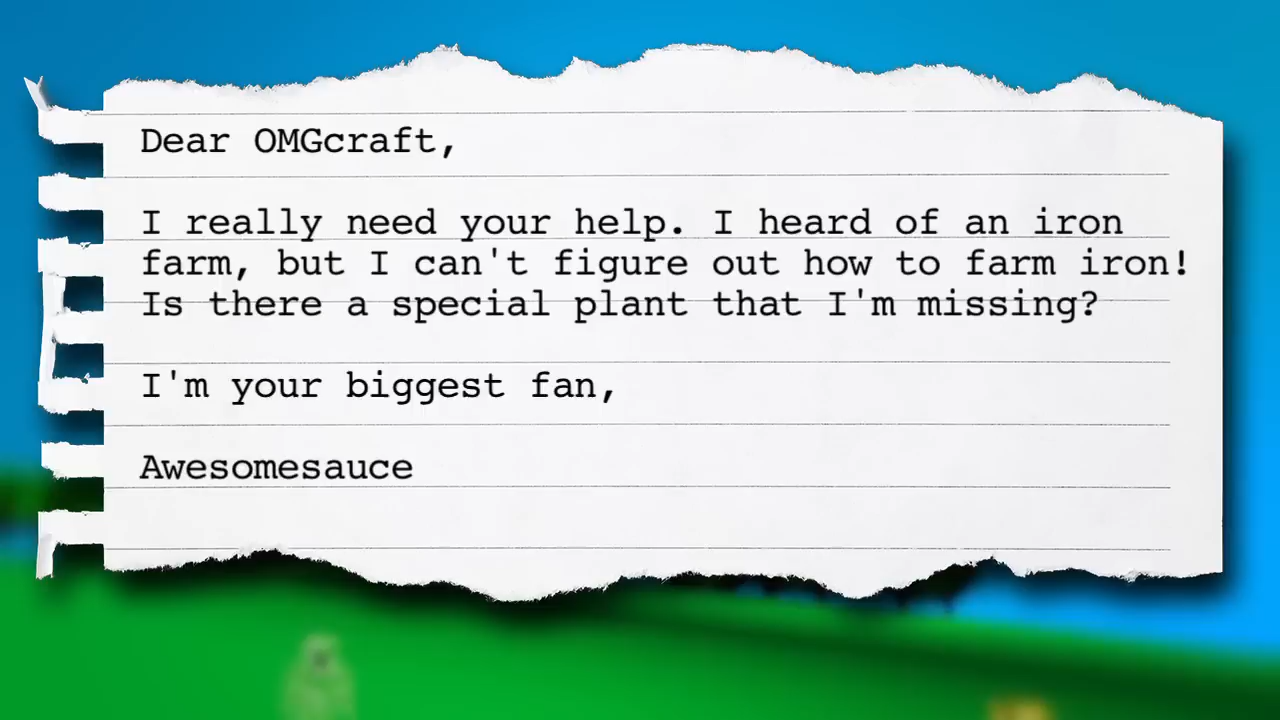 Dear OMGcraft,
I really need your help. I heard of an iron
farm, but I can't figure out how to farm iron!
Is there a special plant that I'm missing?
I'm your biggest fan,
Awesomesauce